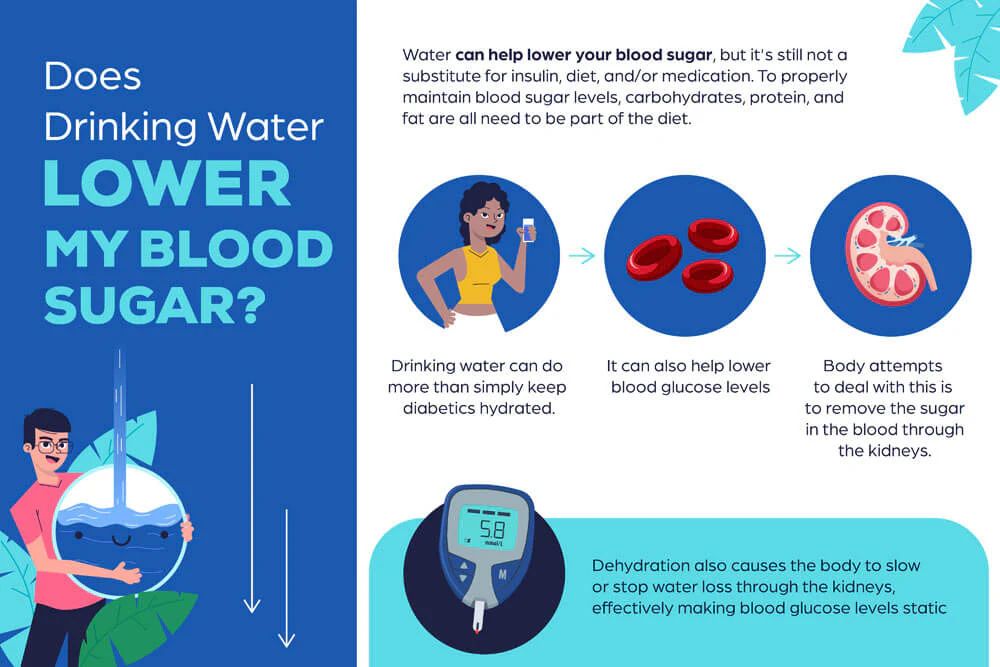 Does
Drinking Water
LOWER
MY BLOOD
SUGAR?
Water can help lower your blood sugar, but it's still not a
substitute for insulin, diet, and/or medication. To properly
maintain blood sugar levels, carbohydrates, protein, and
fat are all need to be part of the diet.
Drinking water can do
more than simply keep
diabetics hydrated.
It can also help lower
blood glucose levels
Body attempts
to deal with this is
to remove the sugar
in the blood through
the kidneys.
5.8
mmol/l
M
Dehydration also causes the body to slow
or stop water loss through the kidneys,
effectively making blood glucose levels static